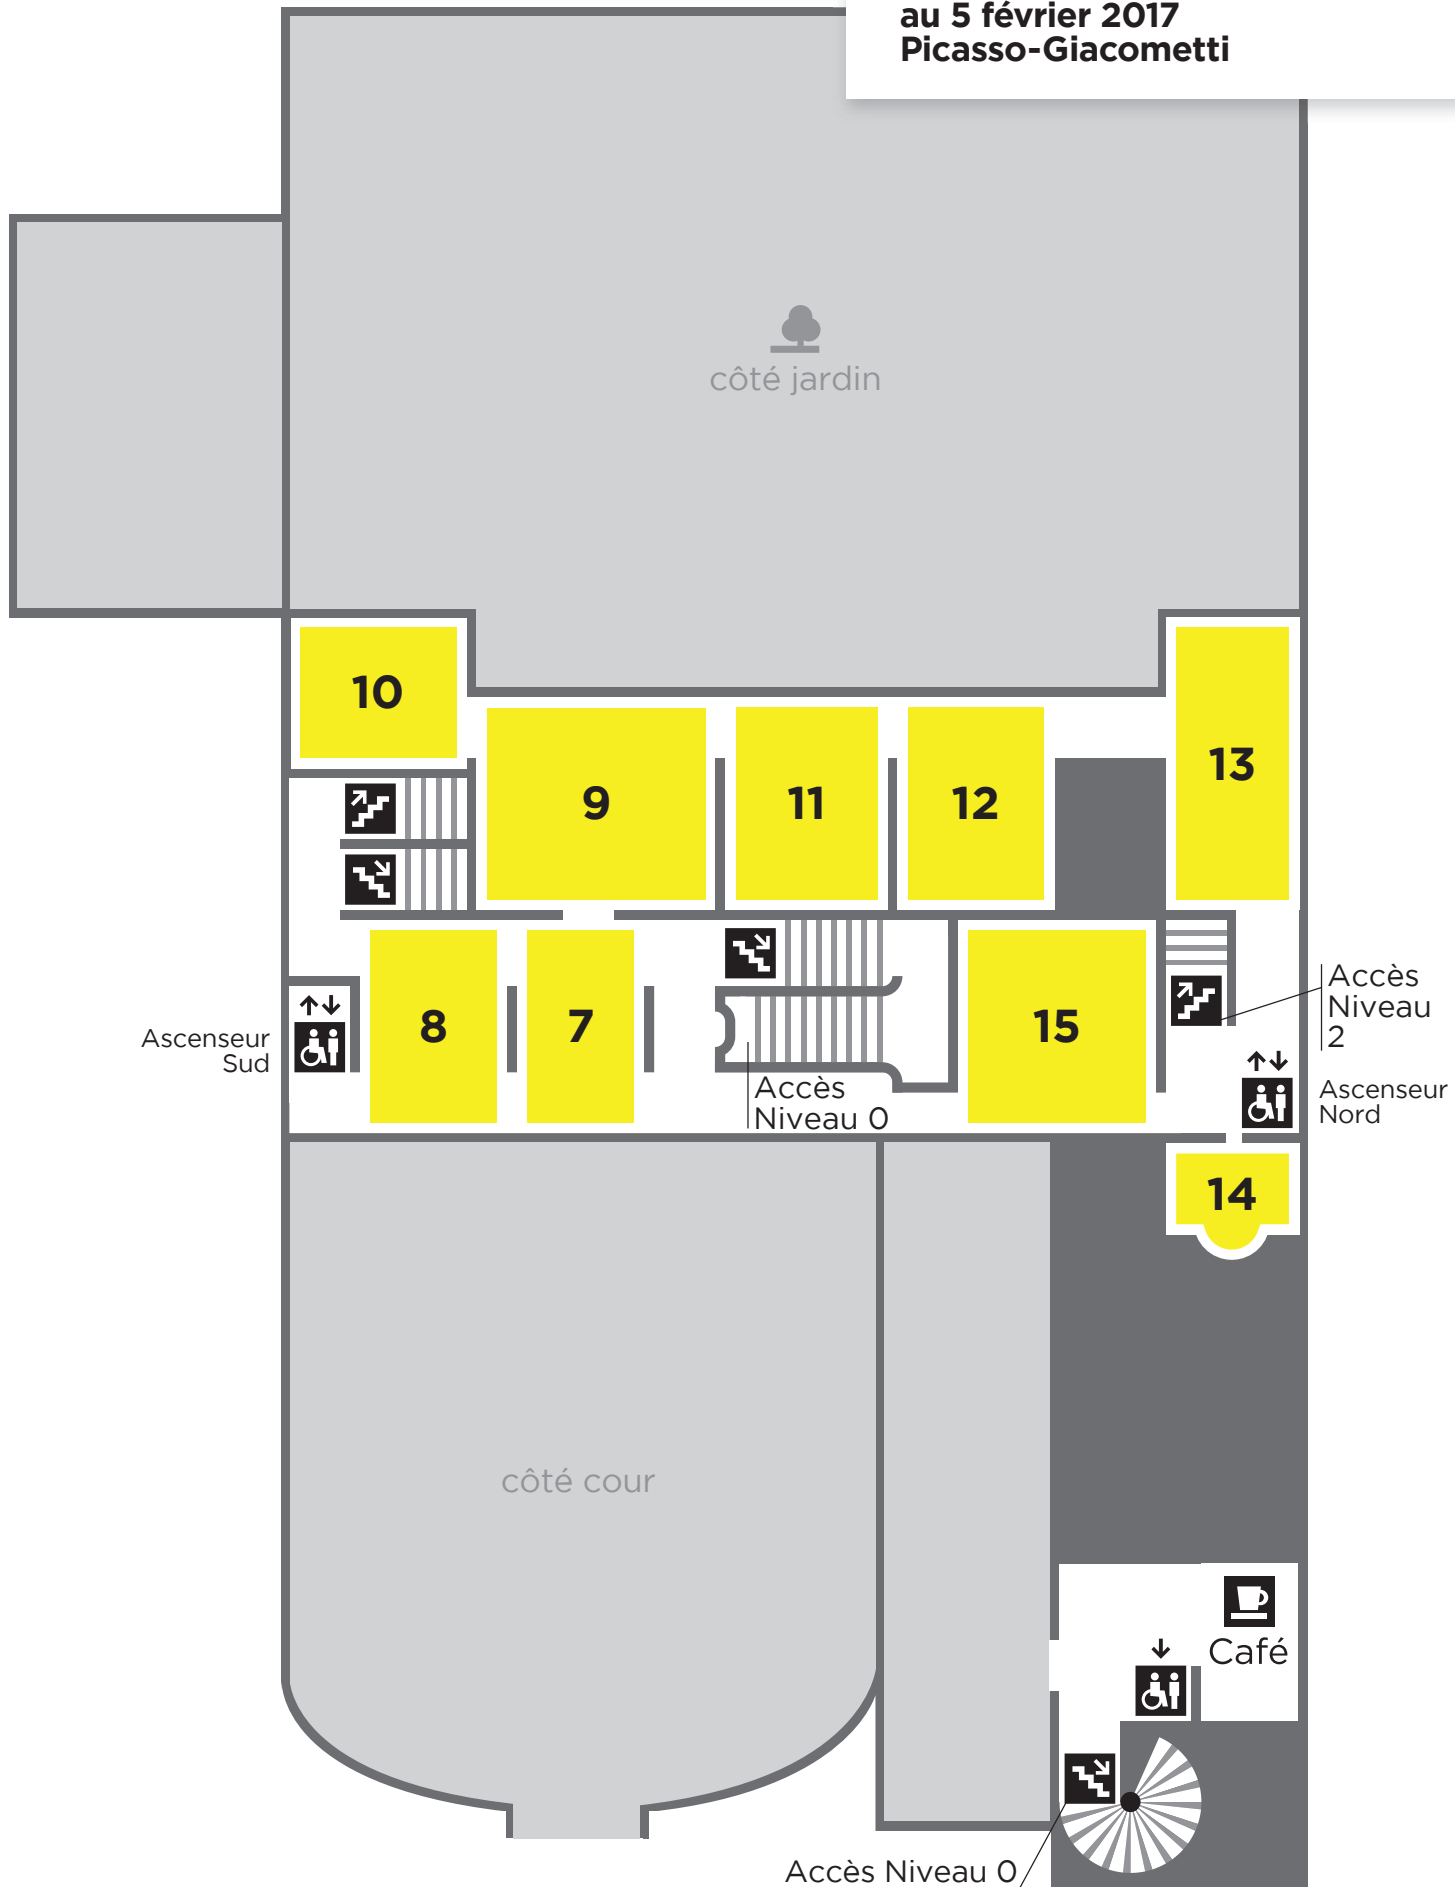 au 5 février 2017
Picasso-Giacometti
côté jardin
10
9
11
12
13
8
7
15
Accès
Niveau
2
Ascenseur
Sud
Accès
Niveau 0
Ascenseur
Nord
14
côté cour
Café
Accès Niveau 0